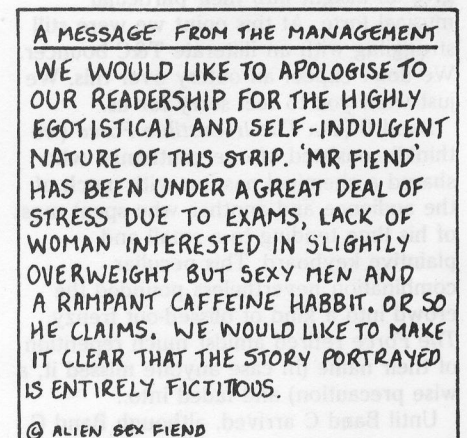 A MESSAGE FROM THE MANAGEMENT
WE WOULD LIKE TO APOLOGISE TO
OUR READERSHIP FOR THE HIGHLY
EGOTISTICAL AND SELF-INDULGENT
NATURE OF THIS STRIP. 'MR FIEND'
HAS BEEN UNDER A GREAT DEAL OF
STRESS DUE TO EXAMS, LACK OF
WOMAN INTERESTED IN SLIGHTLY
OVERWEIGHT BUT SEXY MEN AND
A RAMPANT CAFFEINE HABBIT. OR SO
HE CLAIMS. WE WOULD LIKE TO MAKE
IT CLEAR THAT THE STORY PORTRAYED
IS ENTIRELY FICTITIOUS.
© ALIEN SEX FIEND